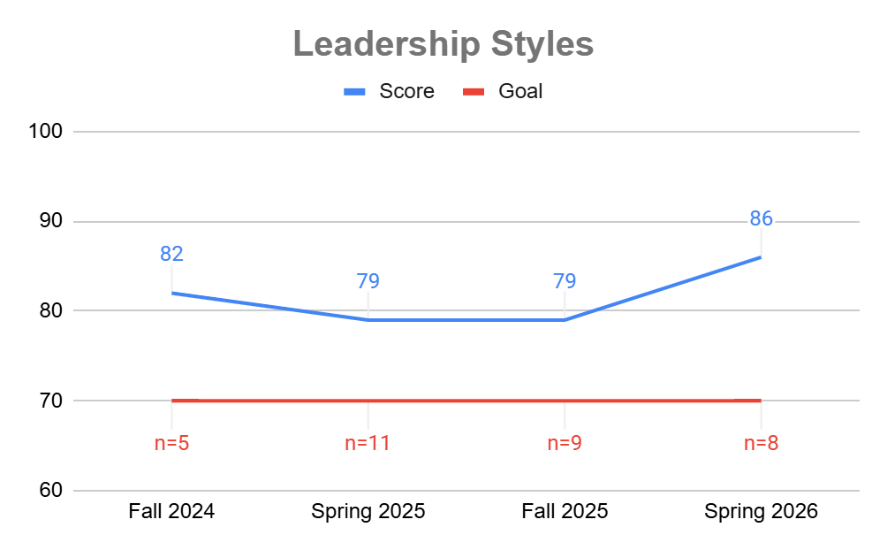 Leadership Styles
Score Goal
100
90
80
70
60
82
79
79
86
n=5
n=11
n=9
n=8
Fall 2024
Spring 2025
Fall 2025
Spring 2026